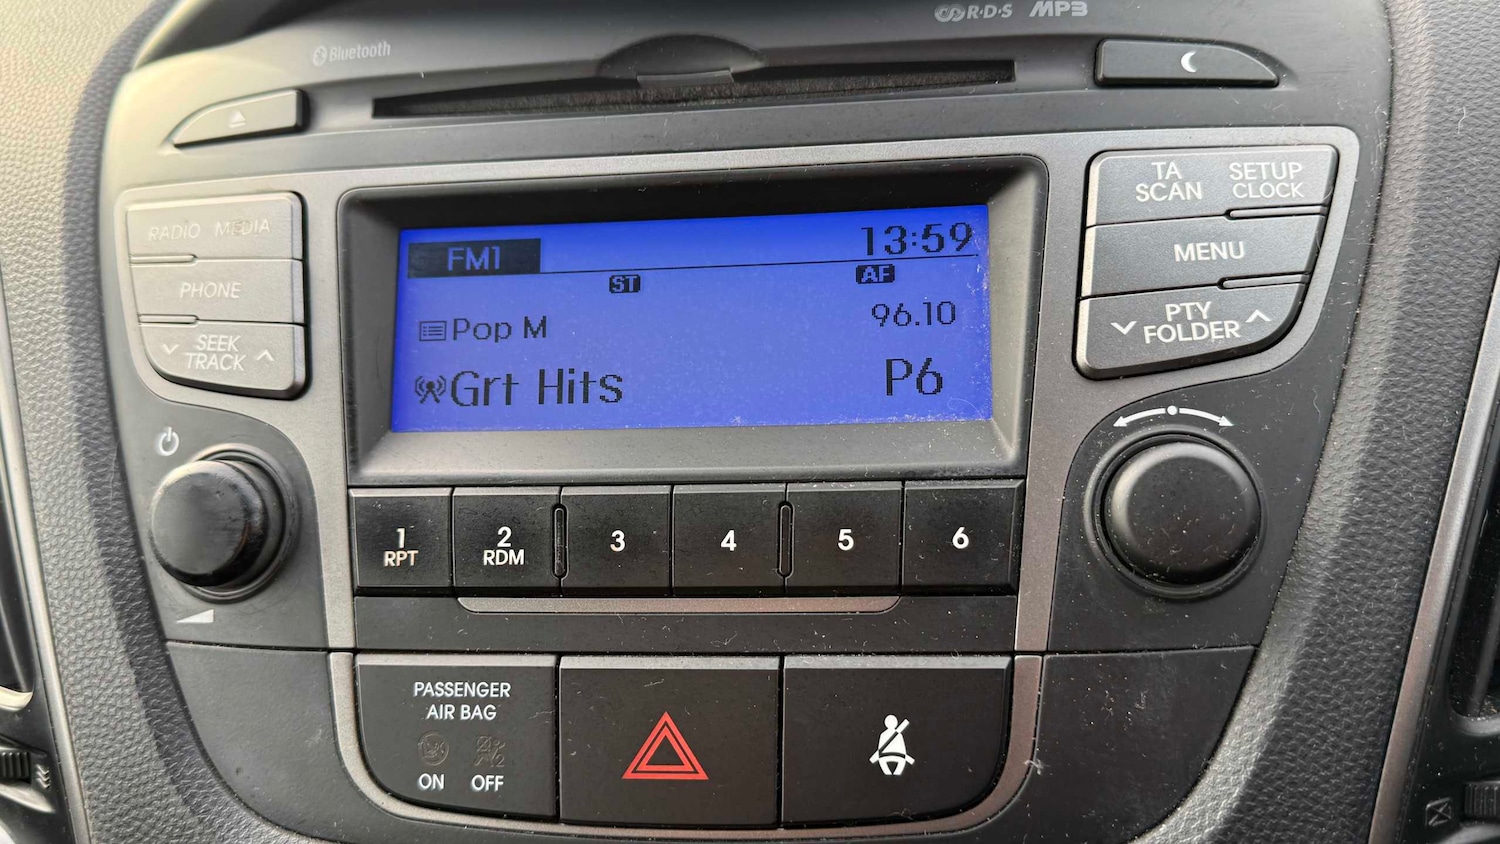 R·D·S MP3
Bluetooth
TA SCAN
SETUP CLOCK
RADIO MEDIA
MENU
PHONE
PTY FOLDER
SEEK TRACK
FM1
13:59
ST
AF
Pop M
96.10
Grt Hits
P6
1 RPT
2 RDM
3
4
5
6
PASSENGER
AIR BAG
ON OFF